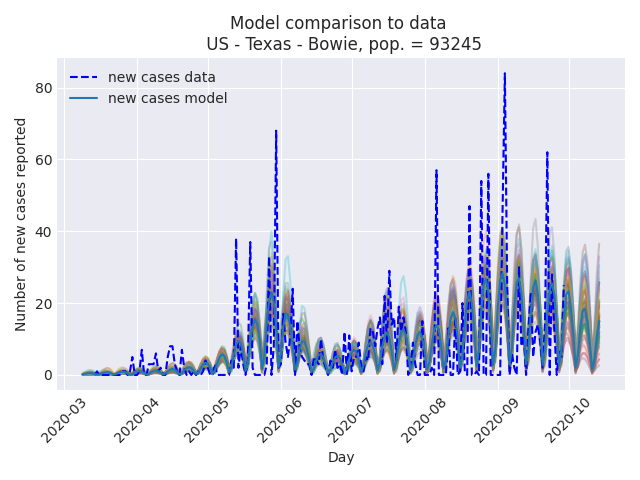 Model comparison to data
US - Texas - Bowie, pop. = 93245
new cases data
new cases model
Number of new cases reported
80
60
40
20
0
2020-03
2020-04
2020-05
2020-06
2020-07
2020-08
2020-09
2020-10
Day